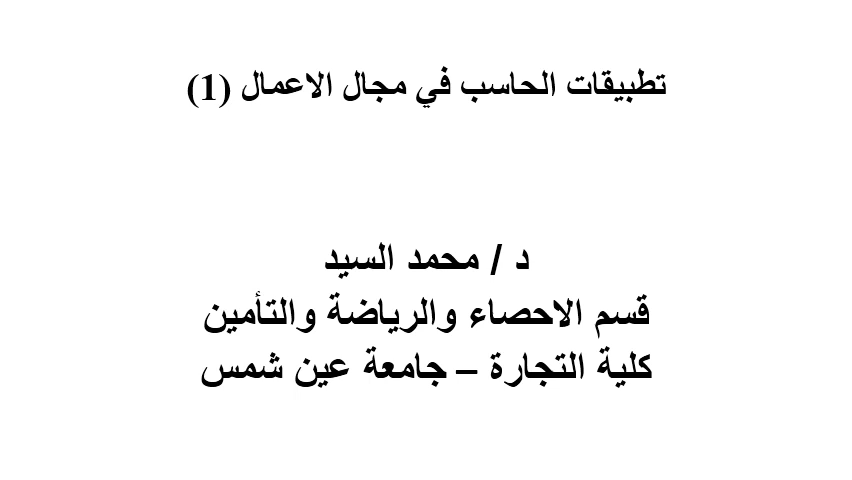 تطبيقات الحاسب في مجال الاعمال (1)
د / محمد السيد
قسم الاحصاء والرياضة والتأمين
كلية التجارة – جامعة عين شمس